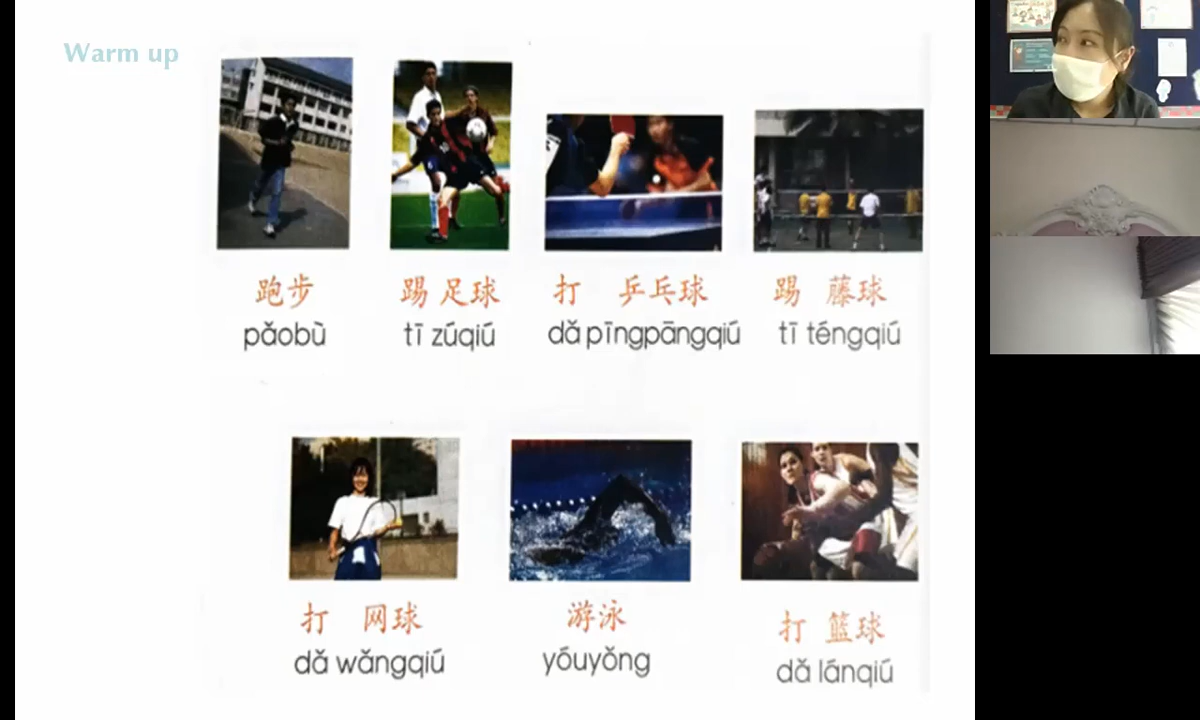 Warm up
跑步 踢 足球 打 乒乓球 踢 藤球
pǎobù tī zúqiú dǎ pīngpāngqiú tī téngqiú
打 网球 游泳 打 篮球
dǎ wǎngqiú yóuyǒng dǎ lánqiú